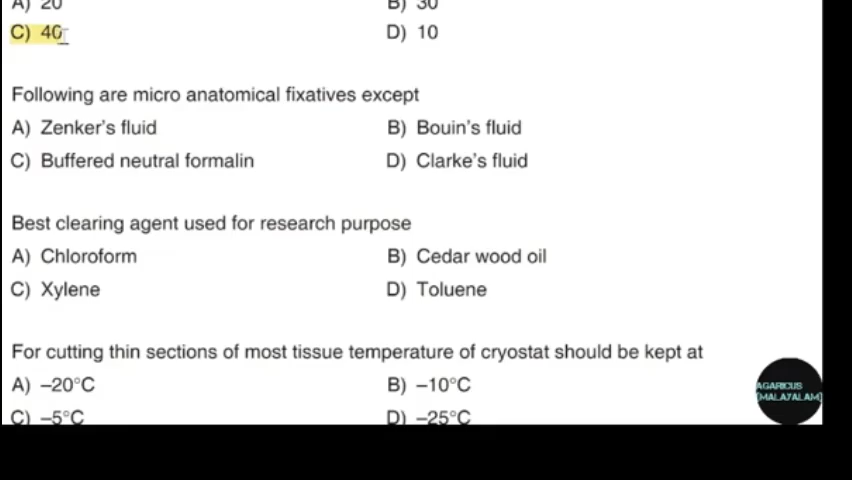 A) 20 B) 30
C) 40 D) 10
Following are micro anatomical fixatives except
A) Zenker's fluid B) Bouin's fluid
C) Buffered neutral formalin D) Clarke's fluid
Best clearing agent used for research purpose
A) Chloroform B) Cedar wood oil
C) Xylene D) Toluene
For cutting thin sections of most tissue temperature of cryostat should be kept at
A) –20°C B) –10°C
C) –5°C D) –25°C
AGARICUS
(MALAYALAM)